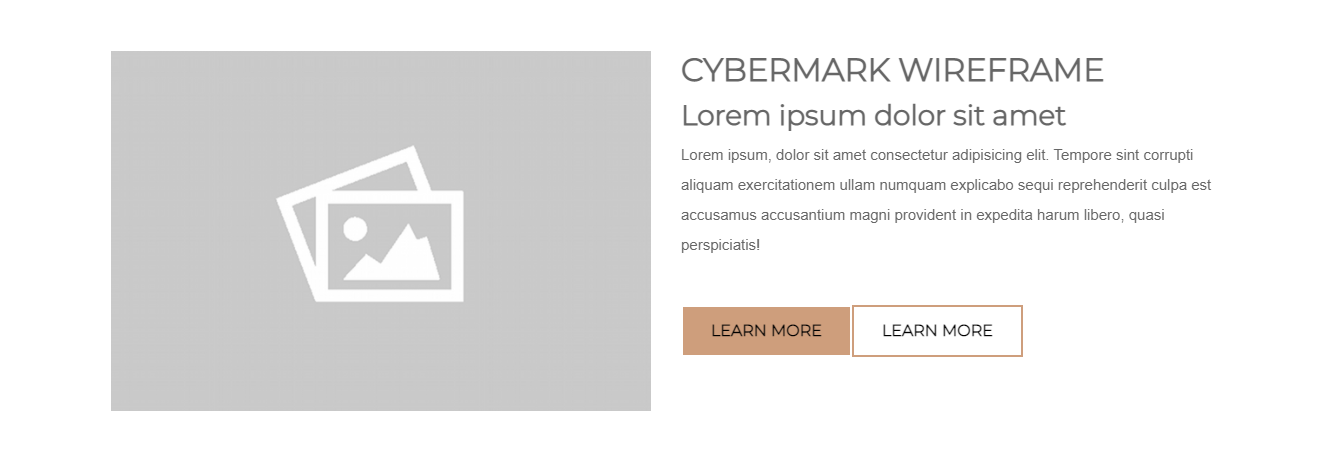 CYBERMARK WIREFRAME
Lorem ipsum dolor sit amet
Lorem ipsum, dolor sit amet consectetur adipisicing elit. Tempore sint corrupti
aliquam exercitationem ullam numquam explicabo sequi reprehenderit culpa est
accusamus accusantium magni provident in expedita harum libero, quasi
perspiciatis!
LEARN MORE LEARN MORE